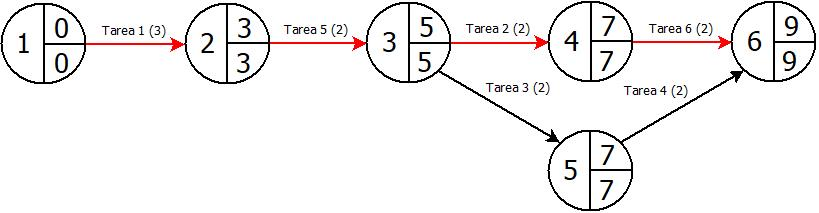 Tarea 1 (3)
Tarea 5 (2)
Tarea 2 (2)
Tarea 6 (2)
1 0 0
2 3 3
3 5 5
4 7 7
6 9 9
Tarea 3 (2)
Tarea 4 (2)
5 7 7